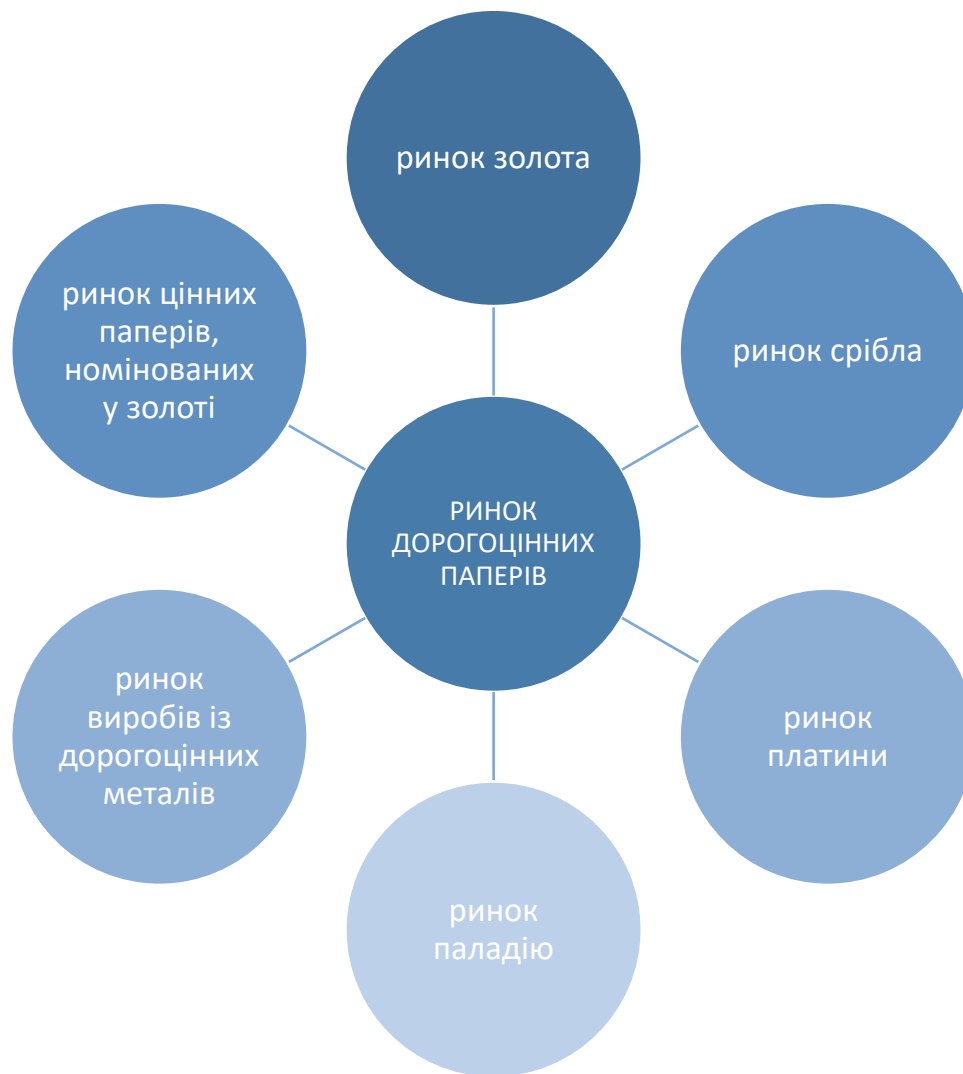 ринок золота
ринок срібла
ринок
платини
ринок
паладію
ринок
виробів із
дорогоцінних
металів
ринок цінних
паперів,
номінованих
у золоті
РИНОК
ДОРОГОЦІННИХ
ПАПЕРІВ